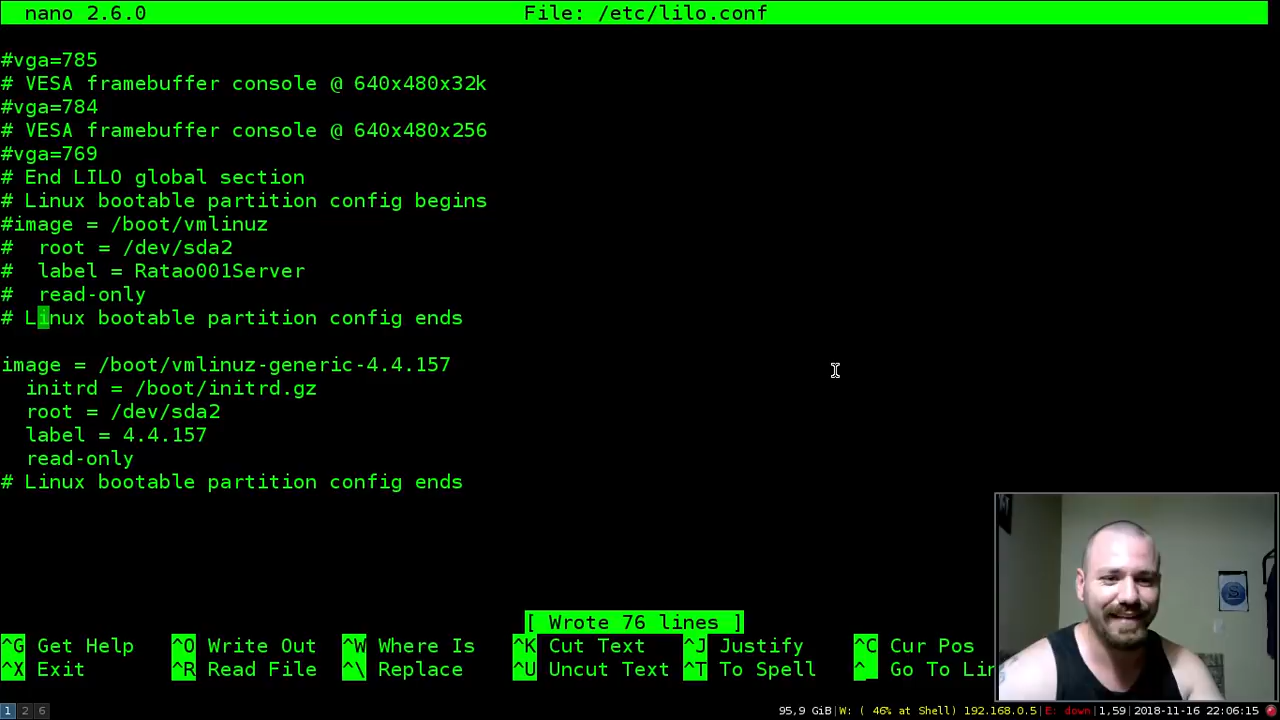 nano 2.6.0 File: /etc/lilo.conf
#vga=785
# VESA framebuffer console @ 640x480x32k
#vga=784
# VESA framebuffer console @ 640x480x256
#vga=769
# End LILO global section
# Linux bootable partition config begins
#image = /boot/vmlinuz
#  root = /dev/sda2
#  label = Ratao001Server
#  read-only
# Linux bootable partition config ends
image = /boot/vmlinuz-generic-4.4.157
  initrd = /boot/initrd.gz
  root = /dev/sda2
  label = 4.4.157
  read-only
# Linux bootable partition config ends
[ Wrote 76 lines ]
^G Get Help ^O Write Out ^W Where Is ^K Cut Text ^J Justify ^C Cur Pos
^X Exit ^R Read File ^\ Replace ^U Uncut Text ^T To Spell ^_ Go To Lin
1 2 6 95,9 GiB|W: ( 46% at Shell) 192.168.0.5|E: down|1,59|2018-11-16 22:06:15